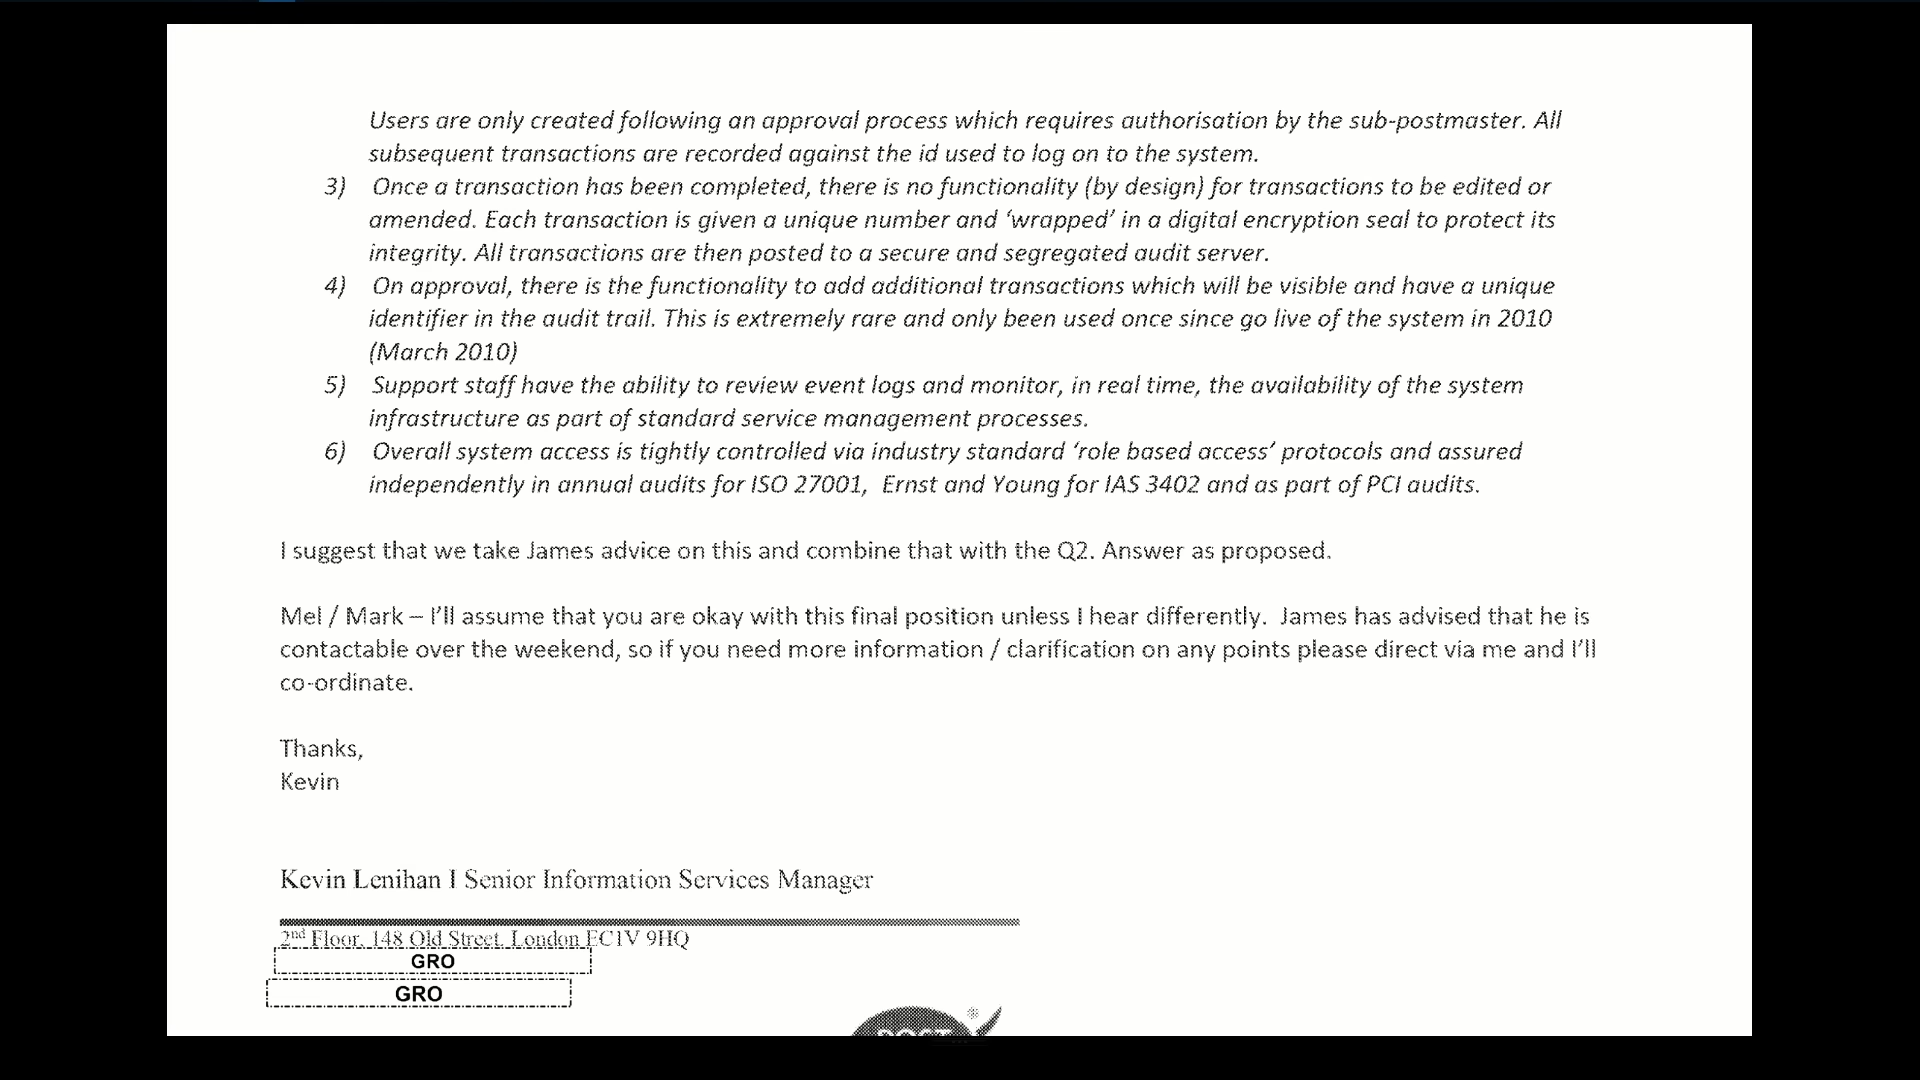 Users are only created following an approval process which requires authorisation by the sub-postmaster. All
subsequent transactions are recorded against the id used to log on to the system.
3) Once a transaction has been completed, there is no functionality (by design) for transactions to be edited or
amended. Each transaction is given a unique number and ‘wrapped’ in a digital encryption seal to protect its
integrity. All transactions are then posted to a secure and segregated audit server.
4) On approval, there is the functionality to add additional transactions which will be visible and have a unique
identifier in the audit trail. This is extremely rare and only been used once since go live of the system in 2010
(March 2010)
5) Support staff have the ability to review event logs and monitor, in real time, the availability of the system
infrastructure as part of standard service management processes.
6) Overall system access is tightly controlled via industry standard ‘role based access’ protocols and assured
independently in annual audits for ISO 27001, Ernst and Young for IAS 3402 and as part of PCI audits.
I suggest that we take James advice on this and combine that with the Q2. Answer as proposed.
Mel / Mark – I’ll assume that you are okay with this final position unless I hear differently. James has advised that he is
contactable over the weekend, so if you need more information / clarification on any points please direct via me and I’ll
co-ordinate.
Thanks,
Kevin
Kevin Lenihan I Senior Information Services Manager
2nd Floor, 148 Old Street, London EC1V 9HQ
GRO
GRO
POST